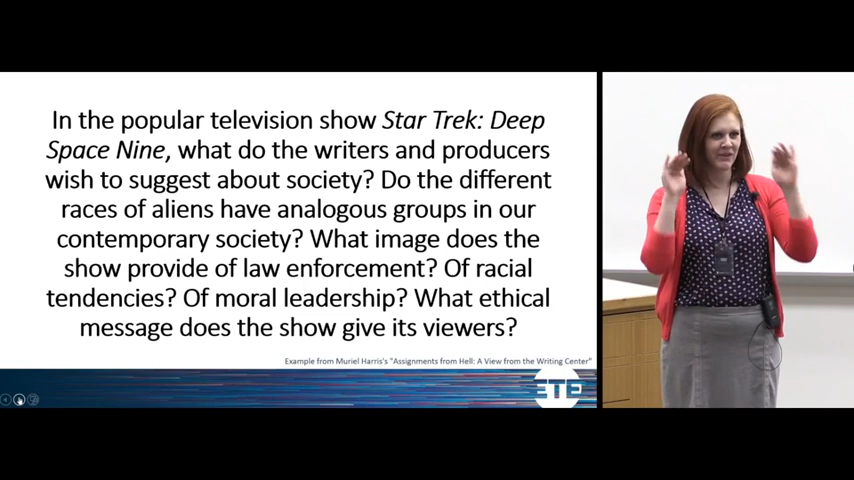 In the popular television show Star Trek: Deep
Space Nine, what do the writers and producers
wish to suggest about society? Do the different
races of aliens have analogous groups in our
contemporary society? What image does the
show provide of law enforcement? Of racial
tendencies? Of moral leadership? What ethical
message does the show give its viewers?
Example from Muriel Harris's "Assignments from Hell: A View from the Writing Center"
ETE